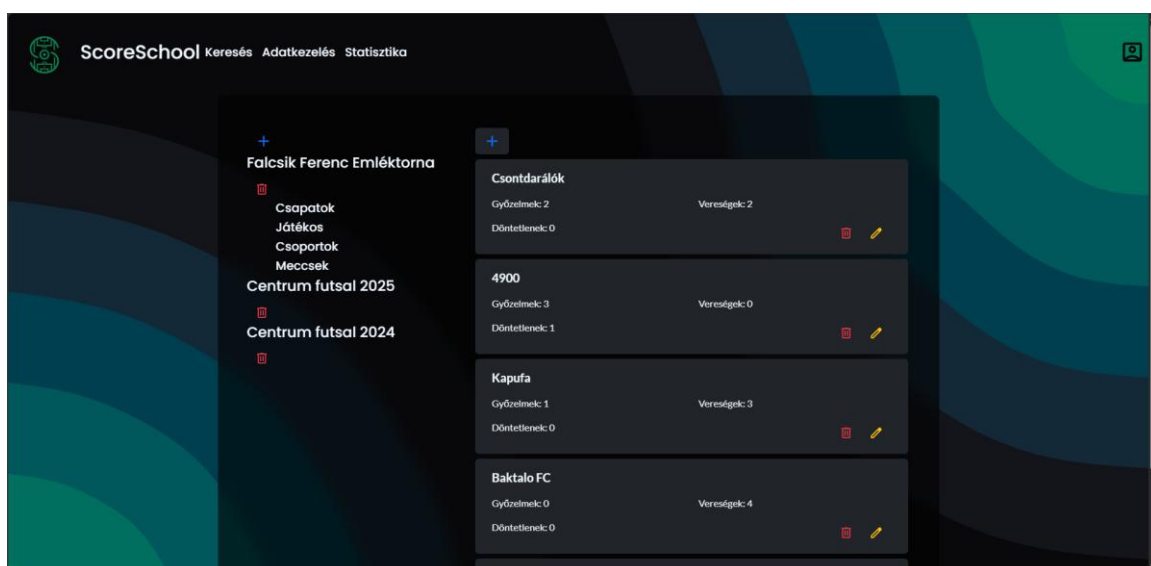 ScoreSchool Keresés Adatkezelés Statisztika
Falcsik Ferenc Emléktorna
Csapatok
Játékos
Csoportok
Meccsek
Centrum futsal 2025
Centrum futsal 2024
Csontdarálók
Győzelmek: 2 Vereségek: 2
Döntetlenek: 0
4900
Győzelmek: 3 Vereségek: 0
Döntetlenek: 1
Kapufa
Győzelmek: 1 Vereségek: 3
Döntetlenek: 0
Baktalo FC
Győzelmek: 0 Vereségek: 4
Döntetlenek: 0